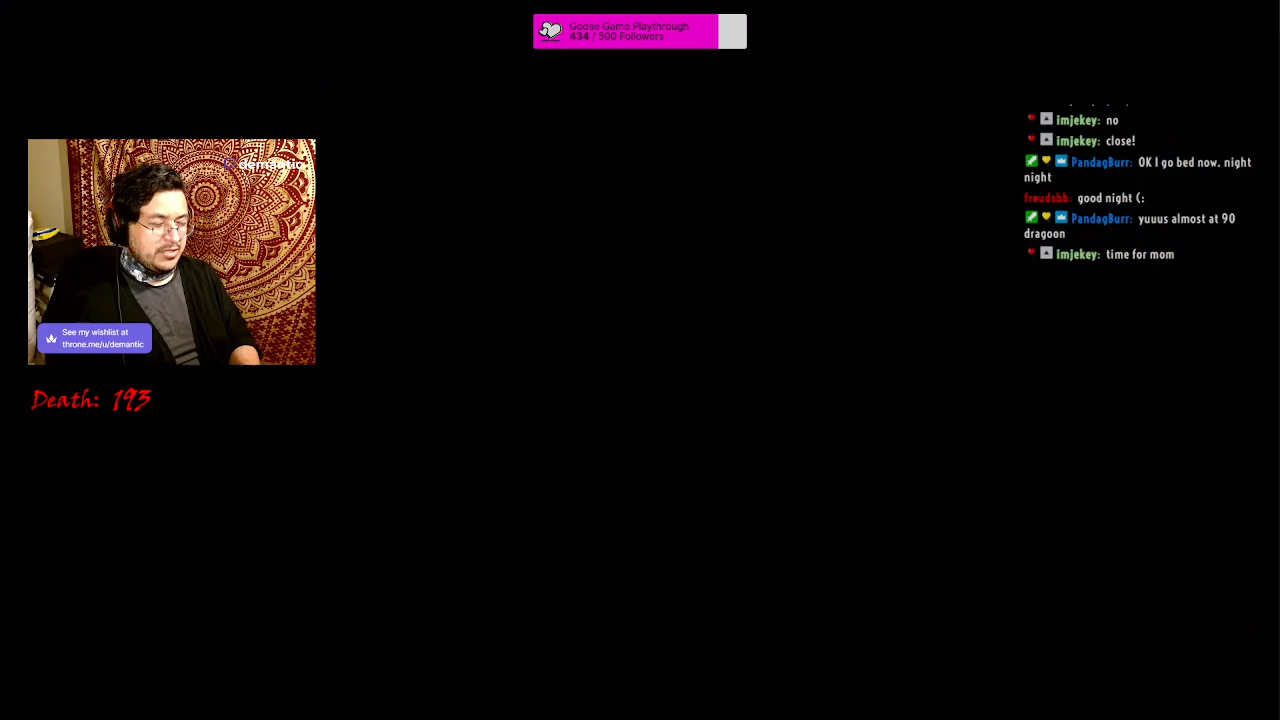 Goose Game Playthrough
434 / 500 Followers
imjekey: no
imjekey: close!
PandagBurr: OK I go bed now. night
night
freudsbb: good night (:
PandagBurr: yuuus almost at 90
dragoon
imjekey: time for mom
demantic
See my wishlist at
throne.me/u/demantic
Death: 193